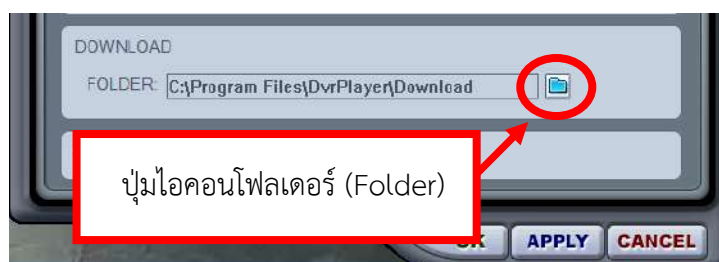 DOWNLOAD
FOLDER: C:\Program Files\DvrPlayer\Download
ปุ่มไอคอนโฟลเดอร์ (Folder)
OK APPLY CANCEL